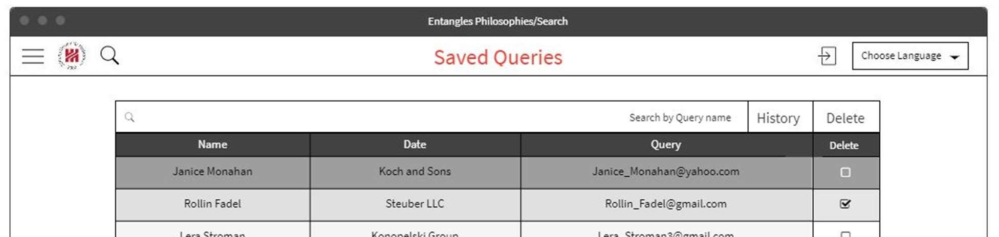 Entangles Philosophies/Search
Saved Queries
Choose Language
Search by Query name History Delete
Name Date Query Delete
Janice Monahan Koch and Sons Janice_Monahan@yahoo.com
Rollin Fadel Steuber LLC Rollin_Fadel@gmail.com
Lera Stroman Konopelski Group Lera_Stroman3@gmail.com